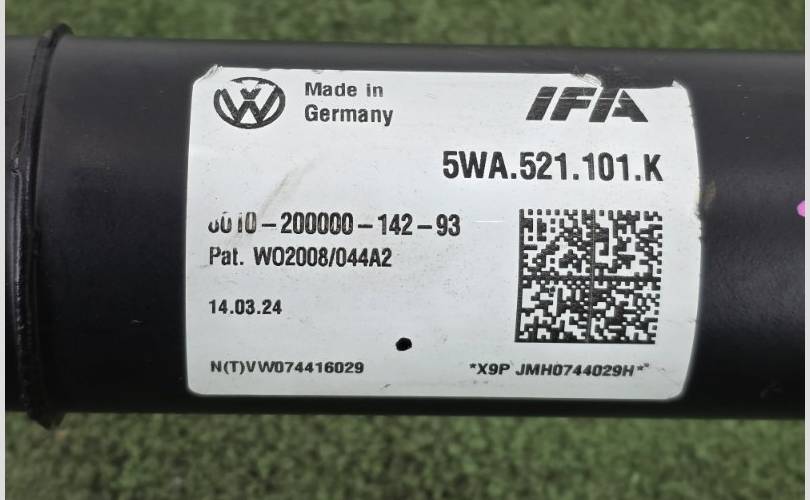 Made in
Germany
IFA
5WA.521.101.K
-200000-142-93
Pat. WO2008/044A2
14.03.24
N(T)VW074416029
*X9P JMH0744029H*